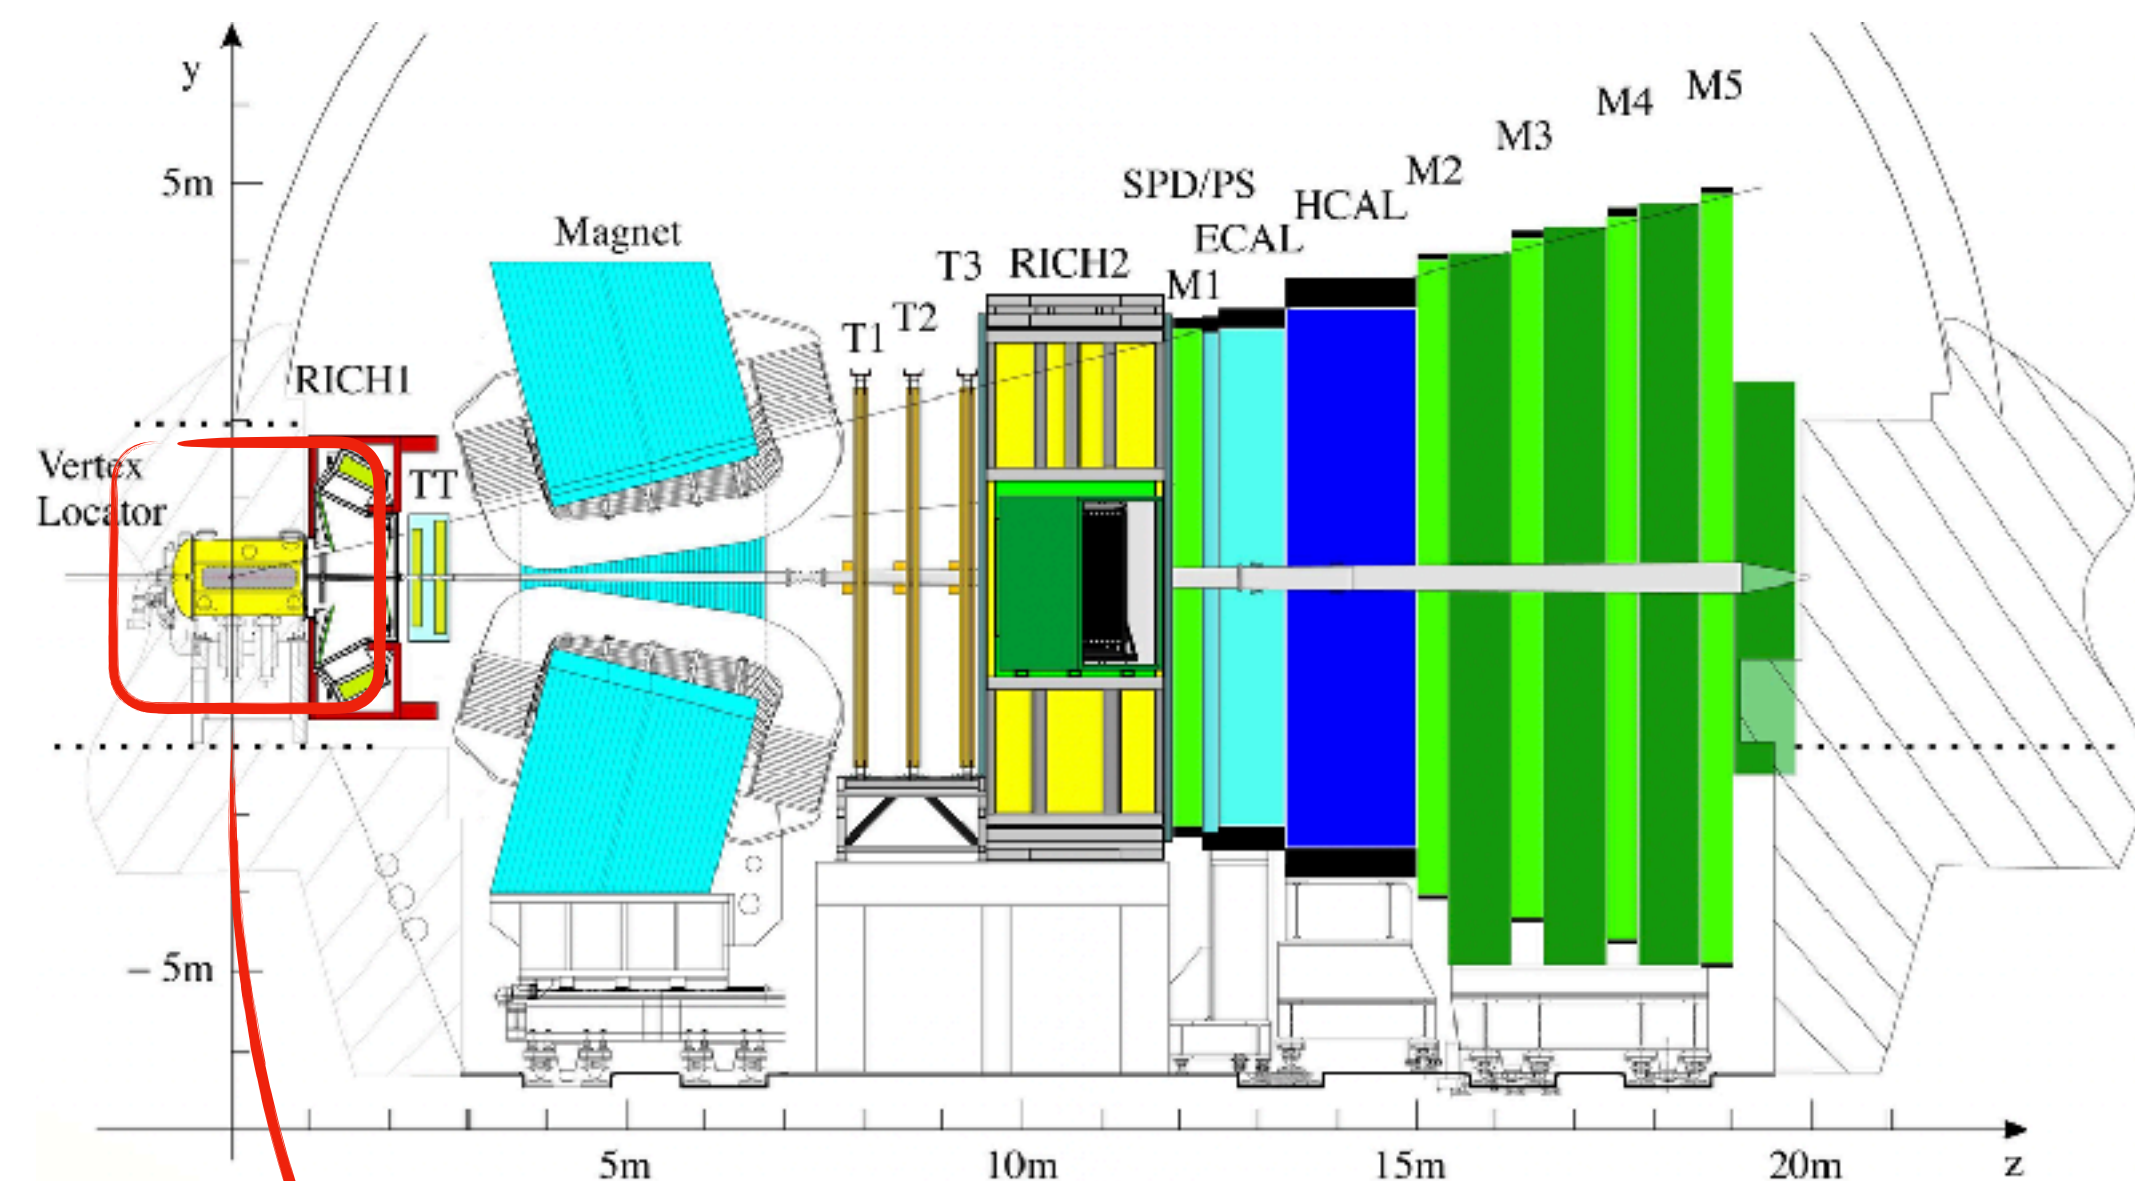 y
5m
Magnet
RICH1
Vertex
Locator
TT
T1
T2
T3
RICH2
M1
SPD/PS
ECAL
HCAL
M2
M3
M4
M5
– 5m
5m
10m
15m
20m
z